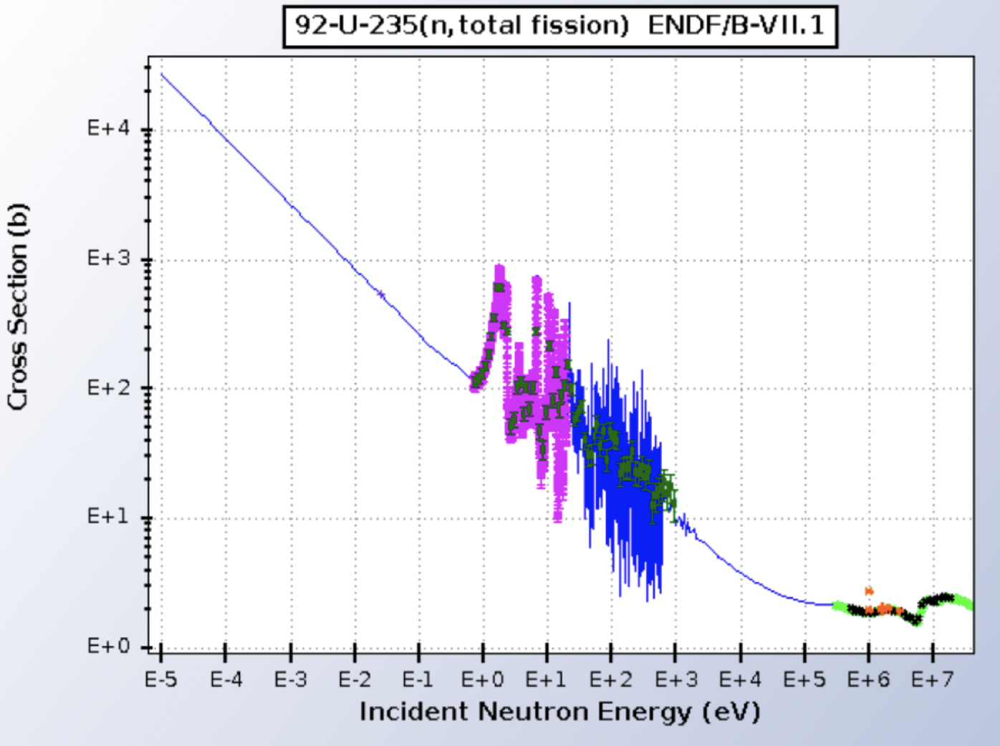 92-U-235(n,total fission) ENDF/B-VII.1
Cross Section (b)
E+4
E+3
E+2
E+1
E+0
E-5 E-4 E-3 E-2 E-1 E+0 E+1 E+2 E+3 E+4 E+5 E+6 E+7
Incident Neutron Energy (eV)